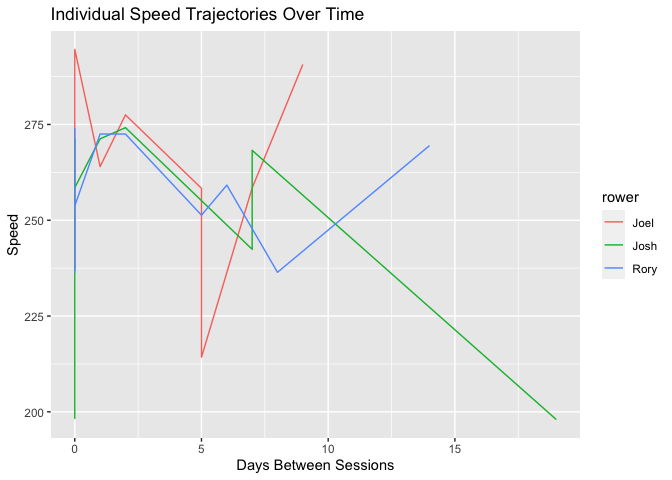 Individual Speed Trajectories Over Time
Speed
275
250
225
200
0
5
10
15
Days Between Sessions
rower
Joel
Josh
Rory